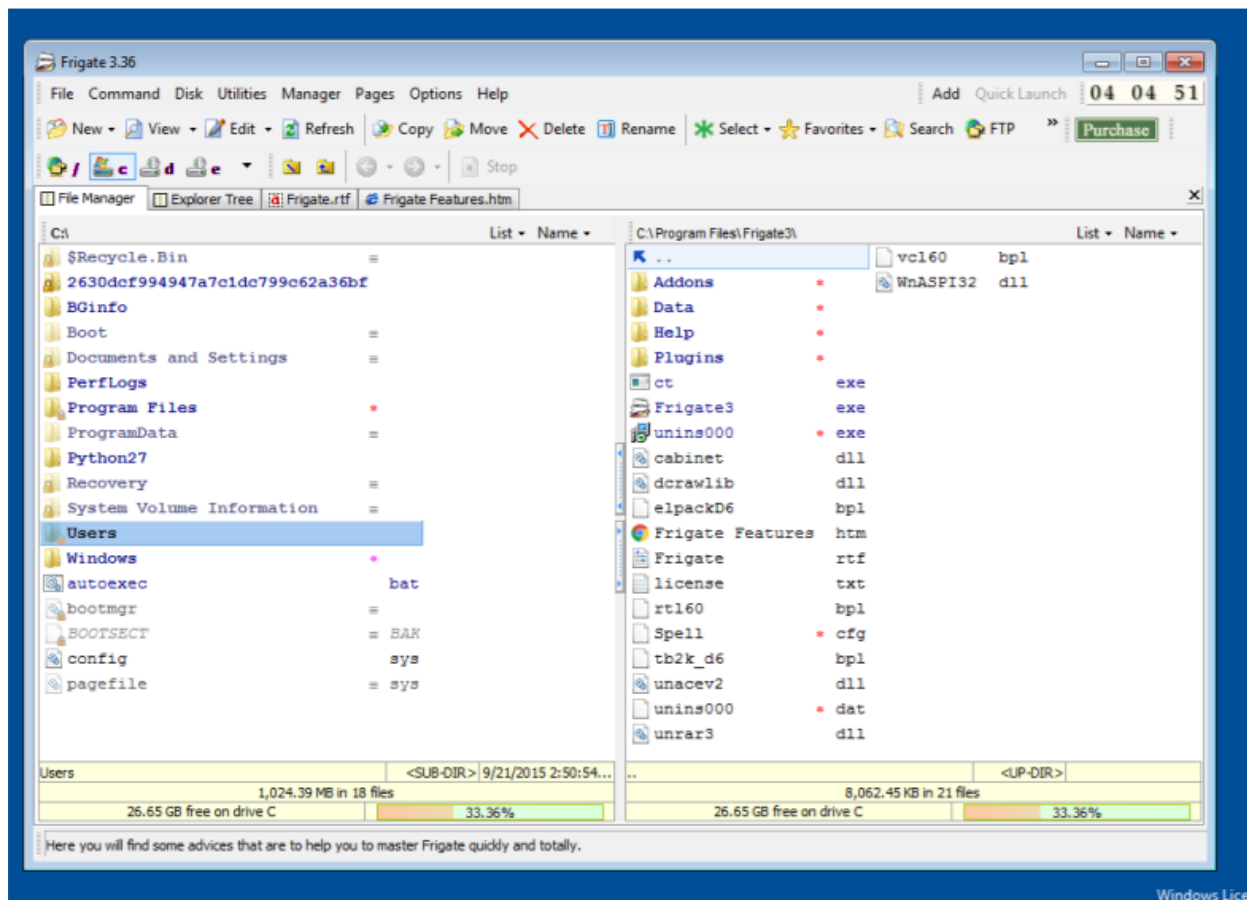 Frigate 3.36
File Command Disk Utilities Manager Pages Options Help Add Quick Launch 04 04 51
New View Edit Refresh Copy Move Delete Rename Select Favorites Search FTP » Purchase
/ c d e Stop
File Manager Explorer Tree Frigate.rtf Frigate Features.htm
C:\ List Name
$Recycle.Bin
2630dcf994947a7c1dc799c62a36bf
BGinfo
Boot
Documents and Settings
PerfLogs
Program Files *
ProgramData
Python27
Recovery
System Volume Information
Users
Windows
autoexec bat
bootmgr
BOOTSECT BAK
config sys
pagefile sys
Users <SUB-DIR> 9/21/2015 2:50:54...
1,024.39 MB in 18 files
26.65 GB free on drive C 33.36%
C:\Program Files\Frigate3\ List Name
..
Addons *
Data *
Help *
Plugins *
ct exe
Frigate3 exe
unins000 * exe
cabinet dll
dcrawlib dll
elpackD6 bpl
Frigate Features htm
Frigate rtf
license txt
rtl60 bpl
Spell * cfg
tb2k_d6 bpl
unacev2 dll
unins000 * dat
unrar3 dll
vcl60 bpl
WnASPI32 dll
.. <UP-DIR>
8,062.45 KB in 21 files
26.65 GB free on drive C 33.36%
Here you will find some advices that are to help you to master Frigate quickly and totally.
Windows Lice